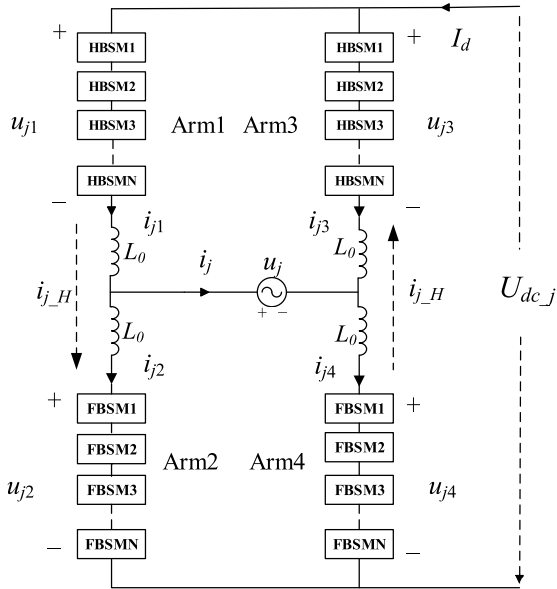 + HBSM1 HBSM1 + I_d
HBSM2 HBSM2
u_j1 HBSM3 Arm1 Arm3 HBSM3 u_j3
HBSMN HBSMN
− −
i_j1 i_j3
L_0 i_j u_j L_0
i_j_H + − i_j_H U_dc_j
L_0 L_0
i_j2 i_j4
+ FBSM1 FBSM1 +
FBSM2 FBSM2
Arm2 Arm4
u_j2 FBSM3 FBSM3 u_j4
− FBSMN FBSMN −